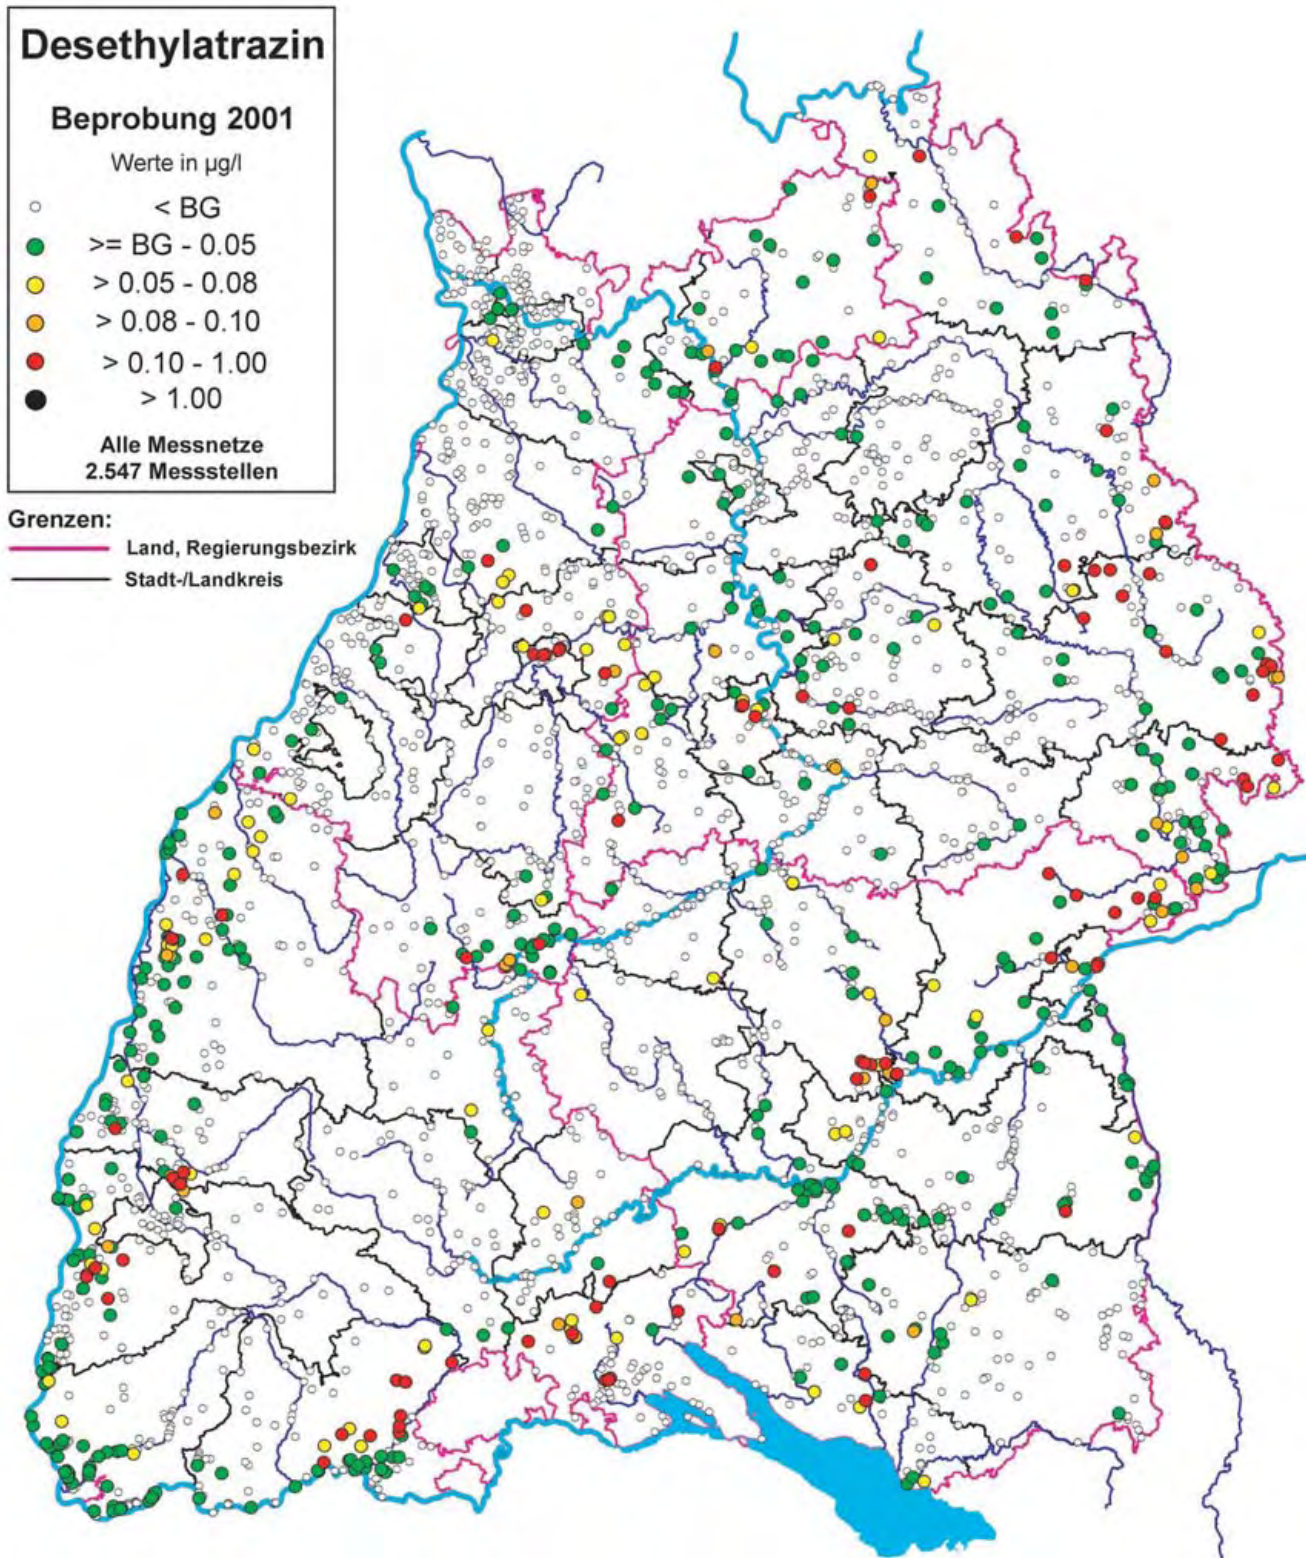 Desethylatrazin
Beprobung 2001
Werte in µg/l
< BG
>= BG - 0.05
> 0.05 - 0.08
> 0.08 - 0.10
> 0.10 - 1.00
> 1.00
Alle Messnetze
2.547 Messstellen
Grenzen:
Land, Regierungsbezirk
Stadt-/Landkreis